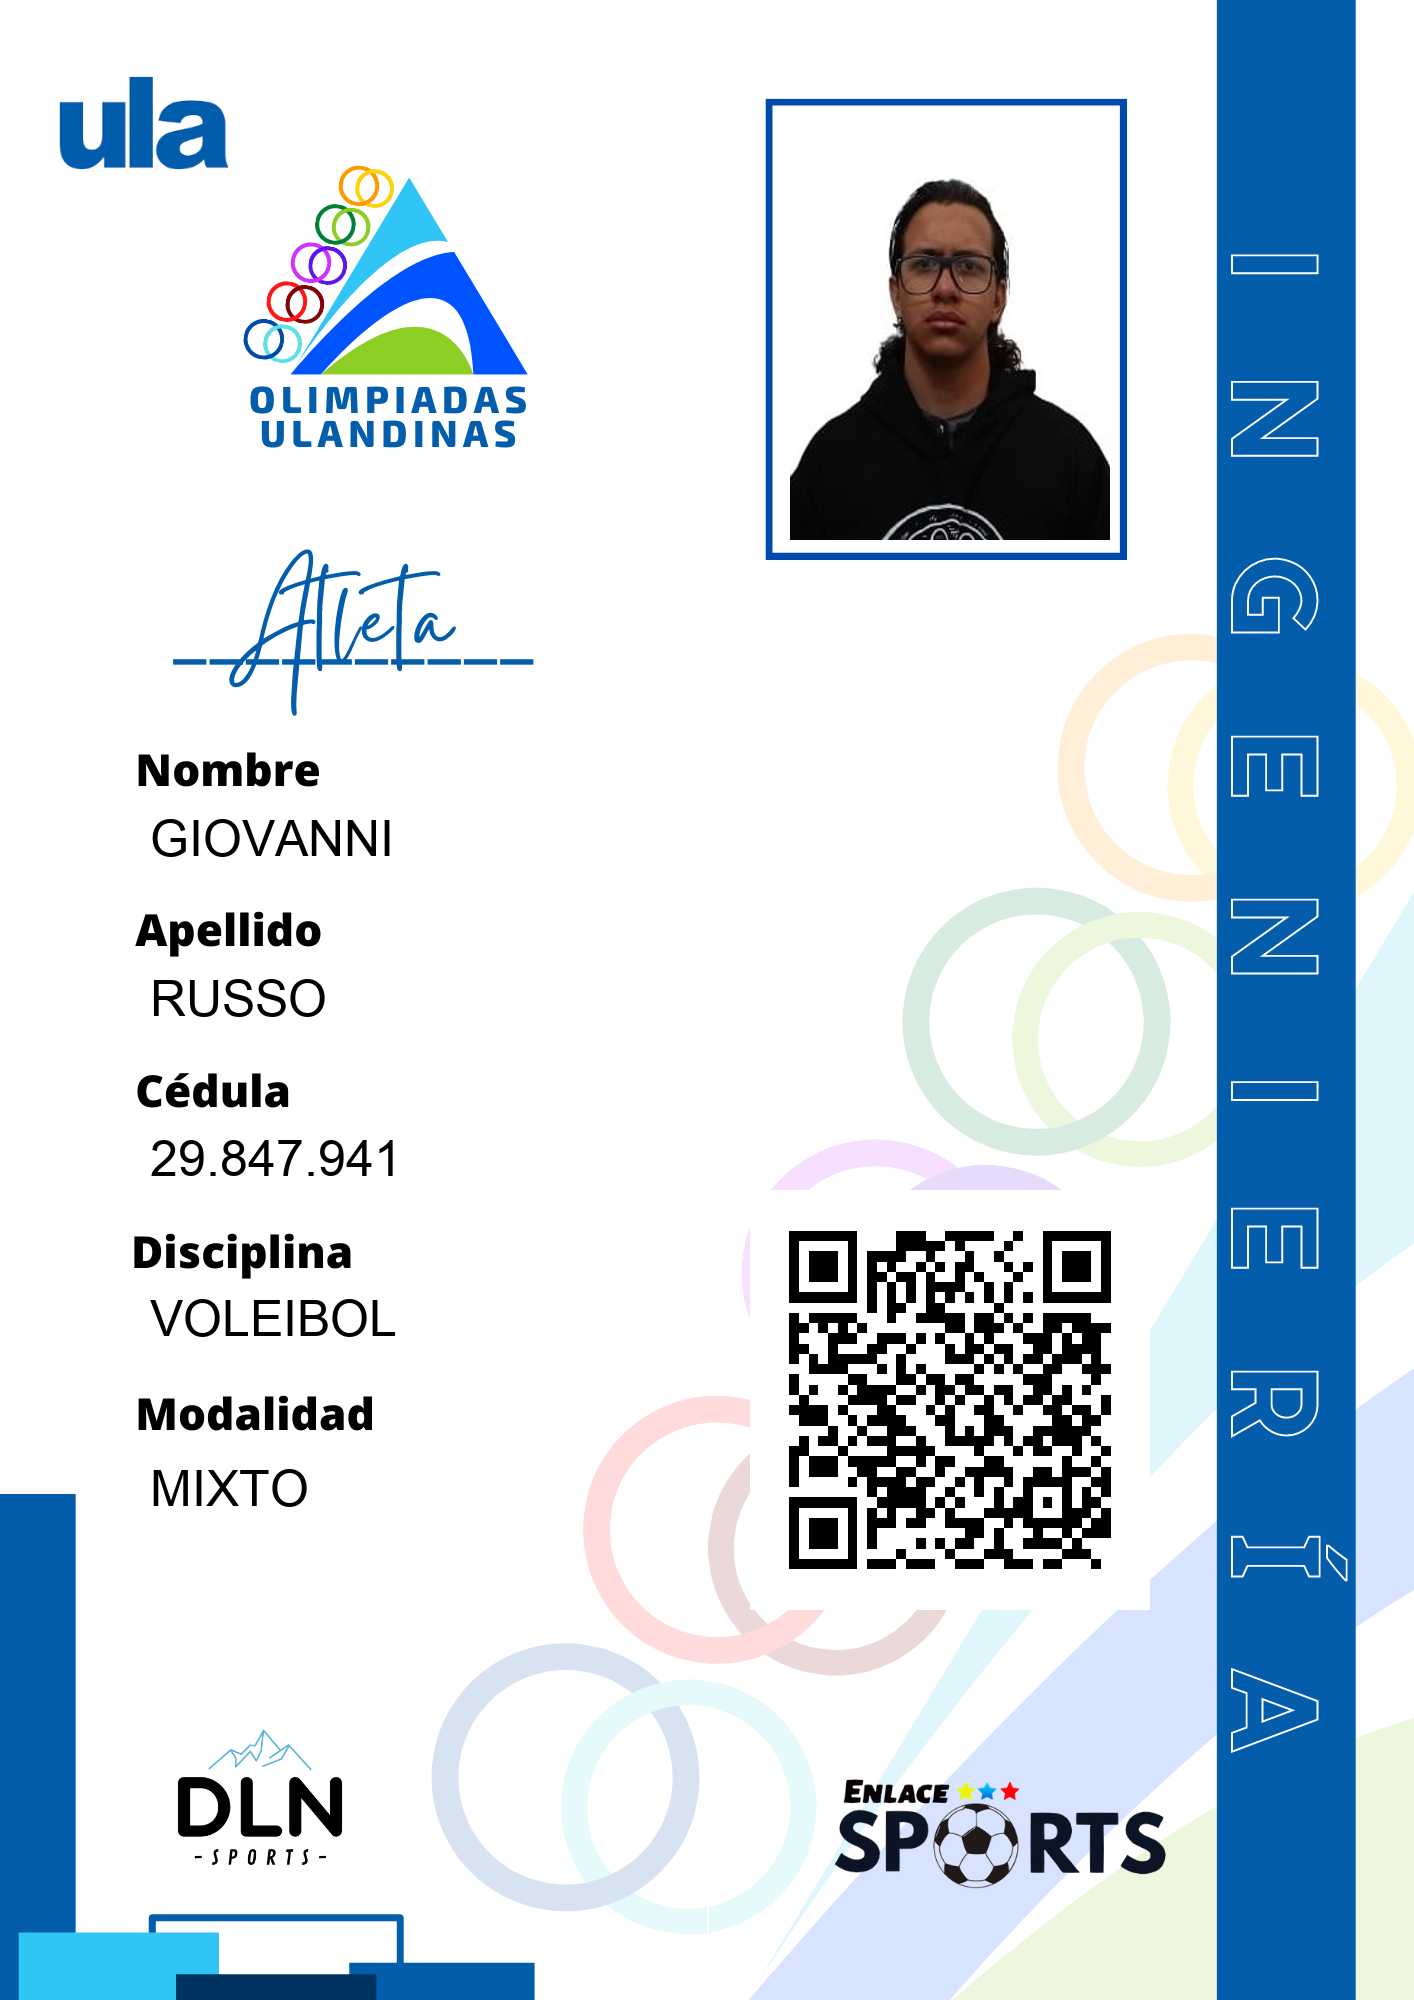 ula
OLIMPIADAS
ULANDINAS
Atleta
Nombre
GIOVANNI
Apellido
RUSSO
Cédula
29.847.941
Disciplina
VOLEIBOL
Modalidad
MIXTO
INGENIERÍA
DLN
-SPORTS-
ENLACE
SPORTS